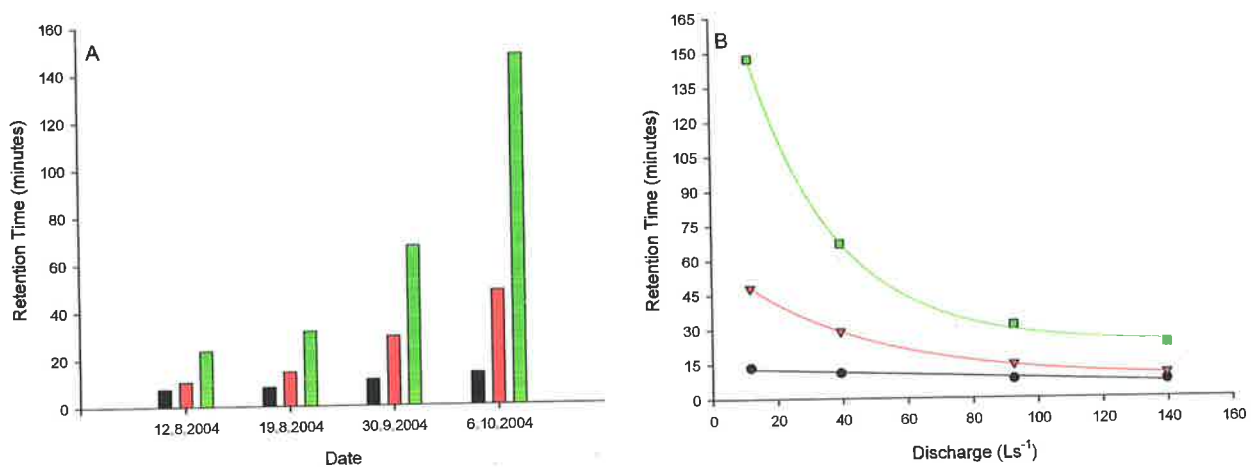 A
Retention Time (minutes)
160
140
120
100
80
60
40
20
0
12.8.2004 19.8.2004 30.9.2004 6.10.2004
Date
B
Retention Time (minutes)
165
150
135
120
105
90
75
60
45
30
15
0
0 20 40 60 80 100 120 140 160
Discharge (Ls⁻¹)